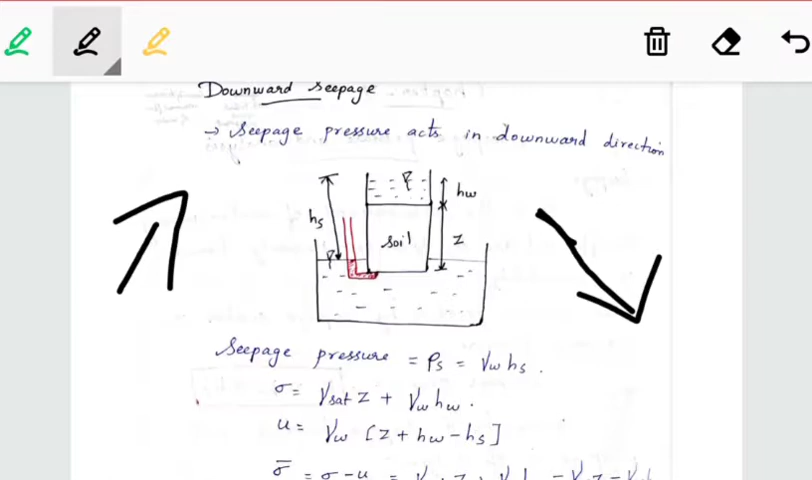 Downward Seepage
→ Seepage pressure acts in downward direction
hw
hs
soil
z
Seepage pressure = Ps = γw hs.
σ = γsat z + γw hw.
u = γw [z + hw - hs]
σ̅ = σ - u =